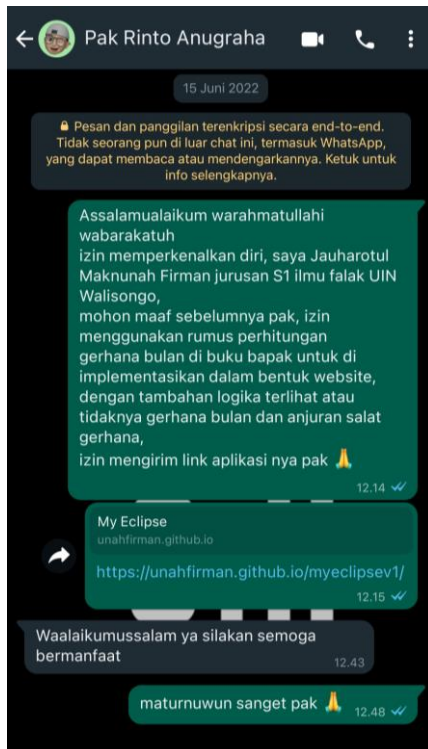 Pak Rinto Anugraha
15 Juni 2022
Pesan dan panggilan terenkripsi secara end-to-end.
Tidak seorang pun di luar chat ini, termasuk WhatsApp,
yang dapat membaca atau mendengarkannya. Ketuk untuk
info selengkapnya.
Assalamualaikum warahmatullahi
wabarakatuh
izin memperkenalkan diri, saya Jauharotul
Maknunah Firman jurusan S1 ilmu falak UIN
Walisongo,
mohon maaf sebelumnya pak, izin
menggunakan rumus perhitungan
gerhana bulan di buku bapak untuk di
implementasikan dalam bentuk website,
dengan tambahan logika terlihat atau
tidaknya gerhana bulan dan anjuran salat
gerhana,
izin mengirim link aplikasi nya pak 🙏
12.14
My Eclipse
unahfirman.github.io
https://unahfirman.github.io/myeclipsev1/
12.15
Waalaikumussalam ya silakan semoga
bermanfaat
12.43
maturnuwun sanget pak 🙏
12.48